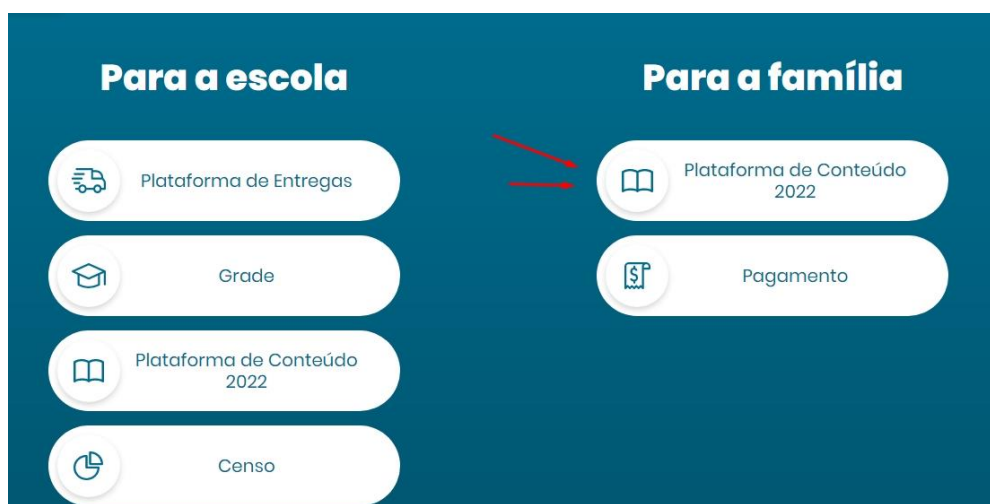 Para a escola
Plataforma de Entregas
Grade
Plataforma de Conteúdo
2022
Censo
Para a família
Plataforma de Conteúdo
2022
Pagamento